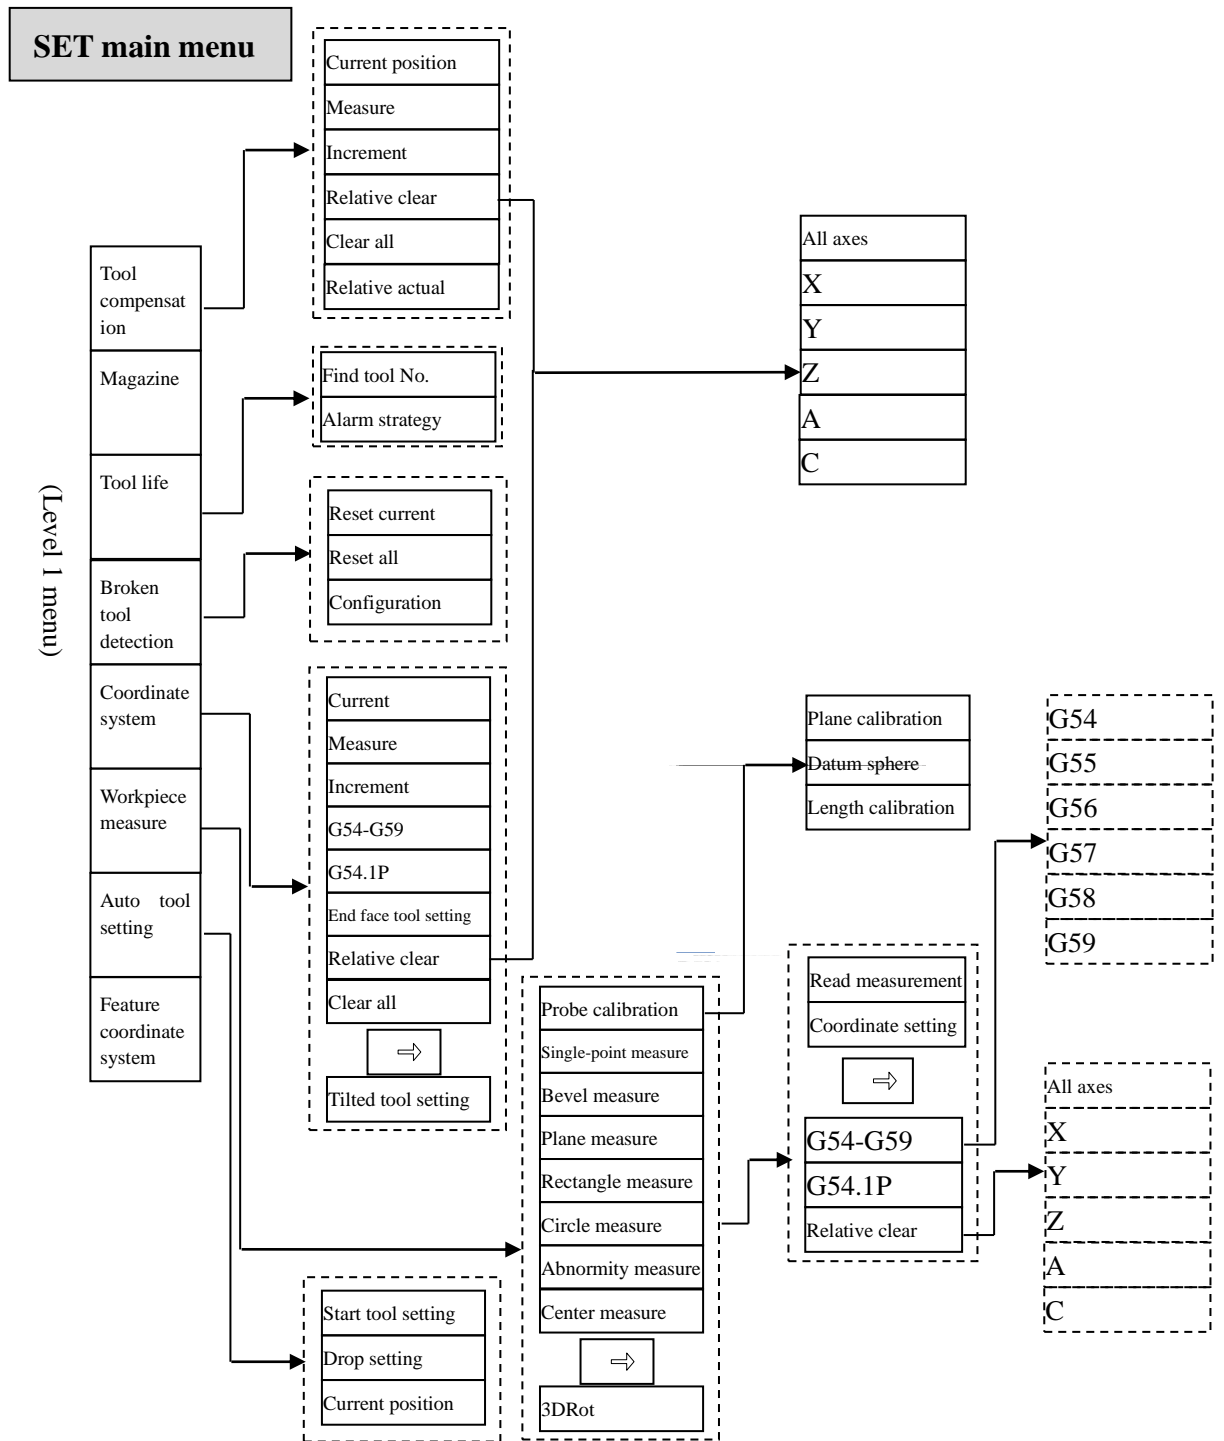 SET main menu
(Level 1 menu)
Tool
compensat
ion
Magazine
Tool life
Broken
tool
detection
Coordinate
system
Workpiece
measure
Auto tool
setting
Feature
coordinate
system
Current position
Measure
Increment
Relative clear
Clear all
Relative actual
Find tool No.
Alarm strategy
Reset current
Reset all
Configuration
Current
Measure
Increment
G54-G59
G54.1P
End face tool setting
Relative clear
Clear all
Tilted tool setting
Start tool setting
Drop setting
Current position
Probe calibration
Single-point measure
Bevel measure
Plane measure
Rectangle measure
Circle measure
Abnormity measure
Center measure
3DRot
All axes
X
Y
Z
A
C
Plane calibration
Datum sphere
Length calibration
Read measurement
Coordinate setting
G54-G59
G54.1P
Relative clear
G54
G55
G56
G57
G58
G59
All axes
X
Y
Z
A
C